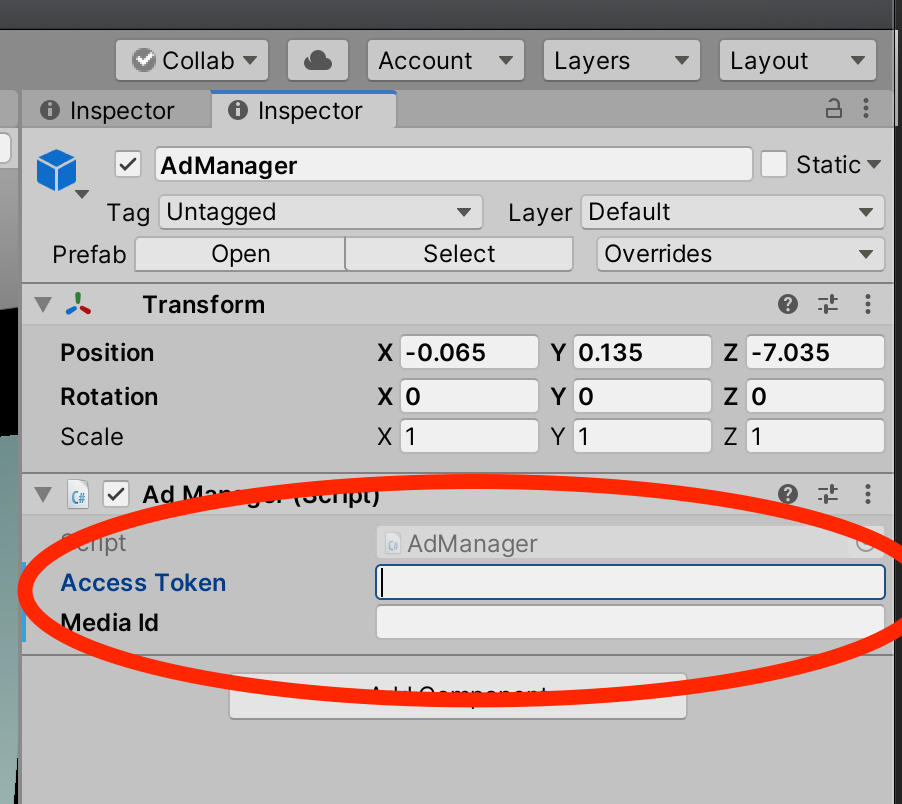 Collab Account Layers Layout
Inspector Inspector
AdManager Static
Tag Untagged Layer Default
Prefab Open Select Overrides
Transform
Position X -0.065 Y 0.135 Z -7.035
Rotation X 0 Y 0 Z 0
Scale X 1 Y 1 Z 1
C# Ad Manager (Script)
Script C# AdManager
Access Token
Media Id
Add Component